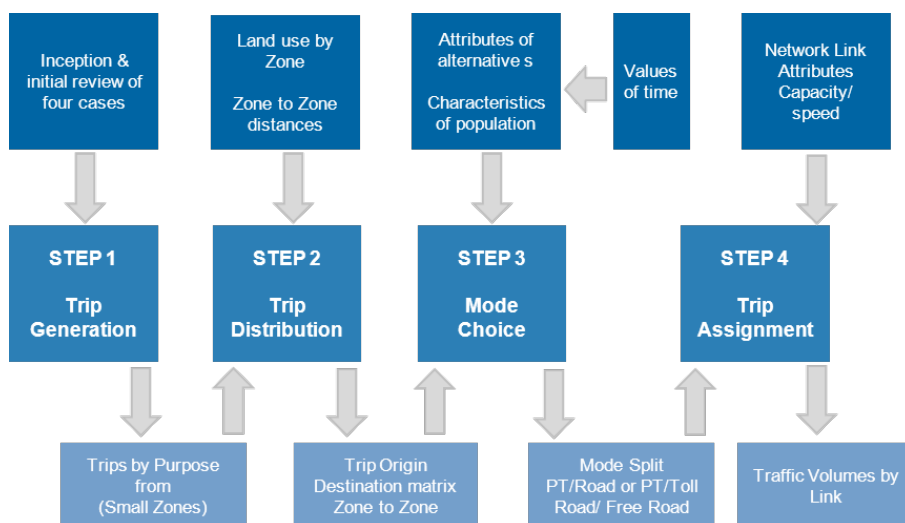 Inception &
initial review of
four cases
Land use by
Zone
Zone to Zone
distances
Attributes of
alternative s
Characteristics
of population
Values
of time
Network Link
Attributes
Capacity/
speed
STEP 1
Trip
Generation
STEP 2
Trip
Distribution
STEP 3
Mode
Choice
STEP 4
Trip
Assignment
Trips by Purpose
from
(Small Zones)
Trip Origin
Destination matrix
Zone to Zone
Mode Split
PT/Road or PT/Toll
Road/ Free Road
Traffic Volumes by
Link